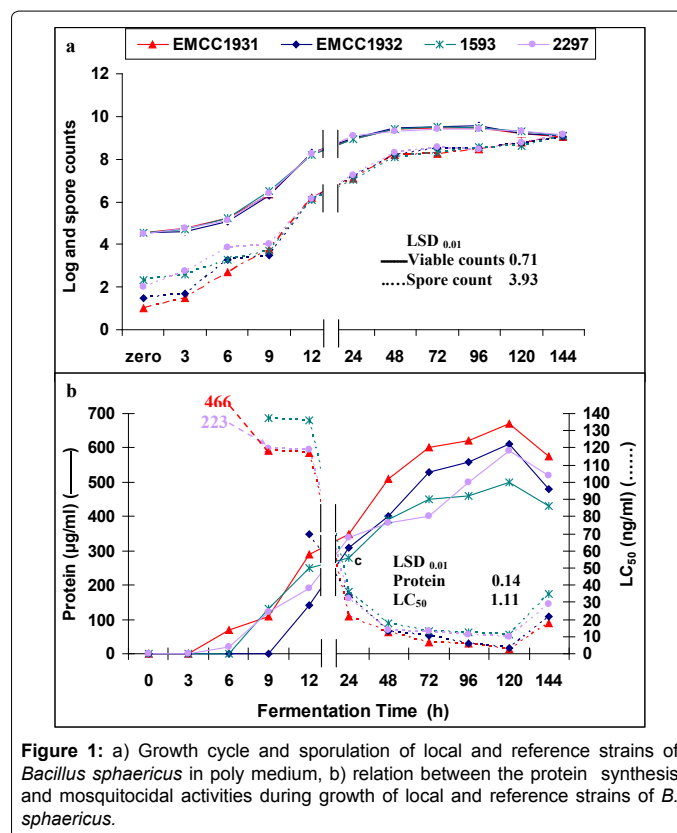 a
EMCC1931 EMCC1932 1593 2297
Log and spore counts
12
10
8
6
4
2
0
LSD 0.01
Viable counts 0.71
Spore count 3.93
zero 3 6 9 12 24 48 72 96 120 144
b
466
223
Protein (µg/ml) (——)
700
600
500
400
300
200
100
0
LC50 (ng/ml) (......)
140
130
120
110
100
90
80
70
60
50
40
30
20
10
0
c
LSD 0.01
Protein 0.14
LC50 1.11
0 3 6 9 12 24 48 72 96 120 144
Fermentation Time (h)
Figure 1: a) Growth cycle and sporulation of local and reference strains of
Bacillus sphaericus in poly medium, b) relation between the protein synthesis
and mosquitocidal activities during growth of local and reference strains of B.
sphaericus.